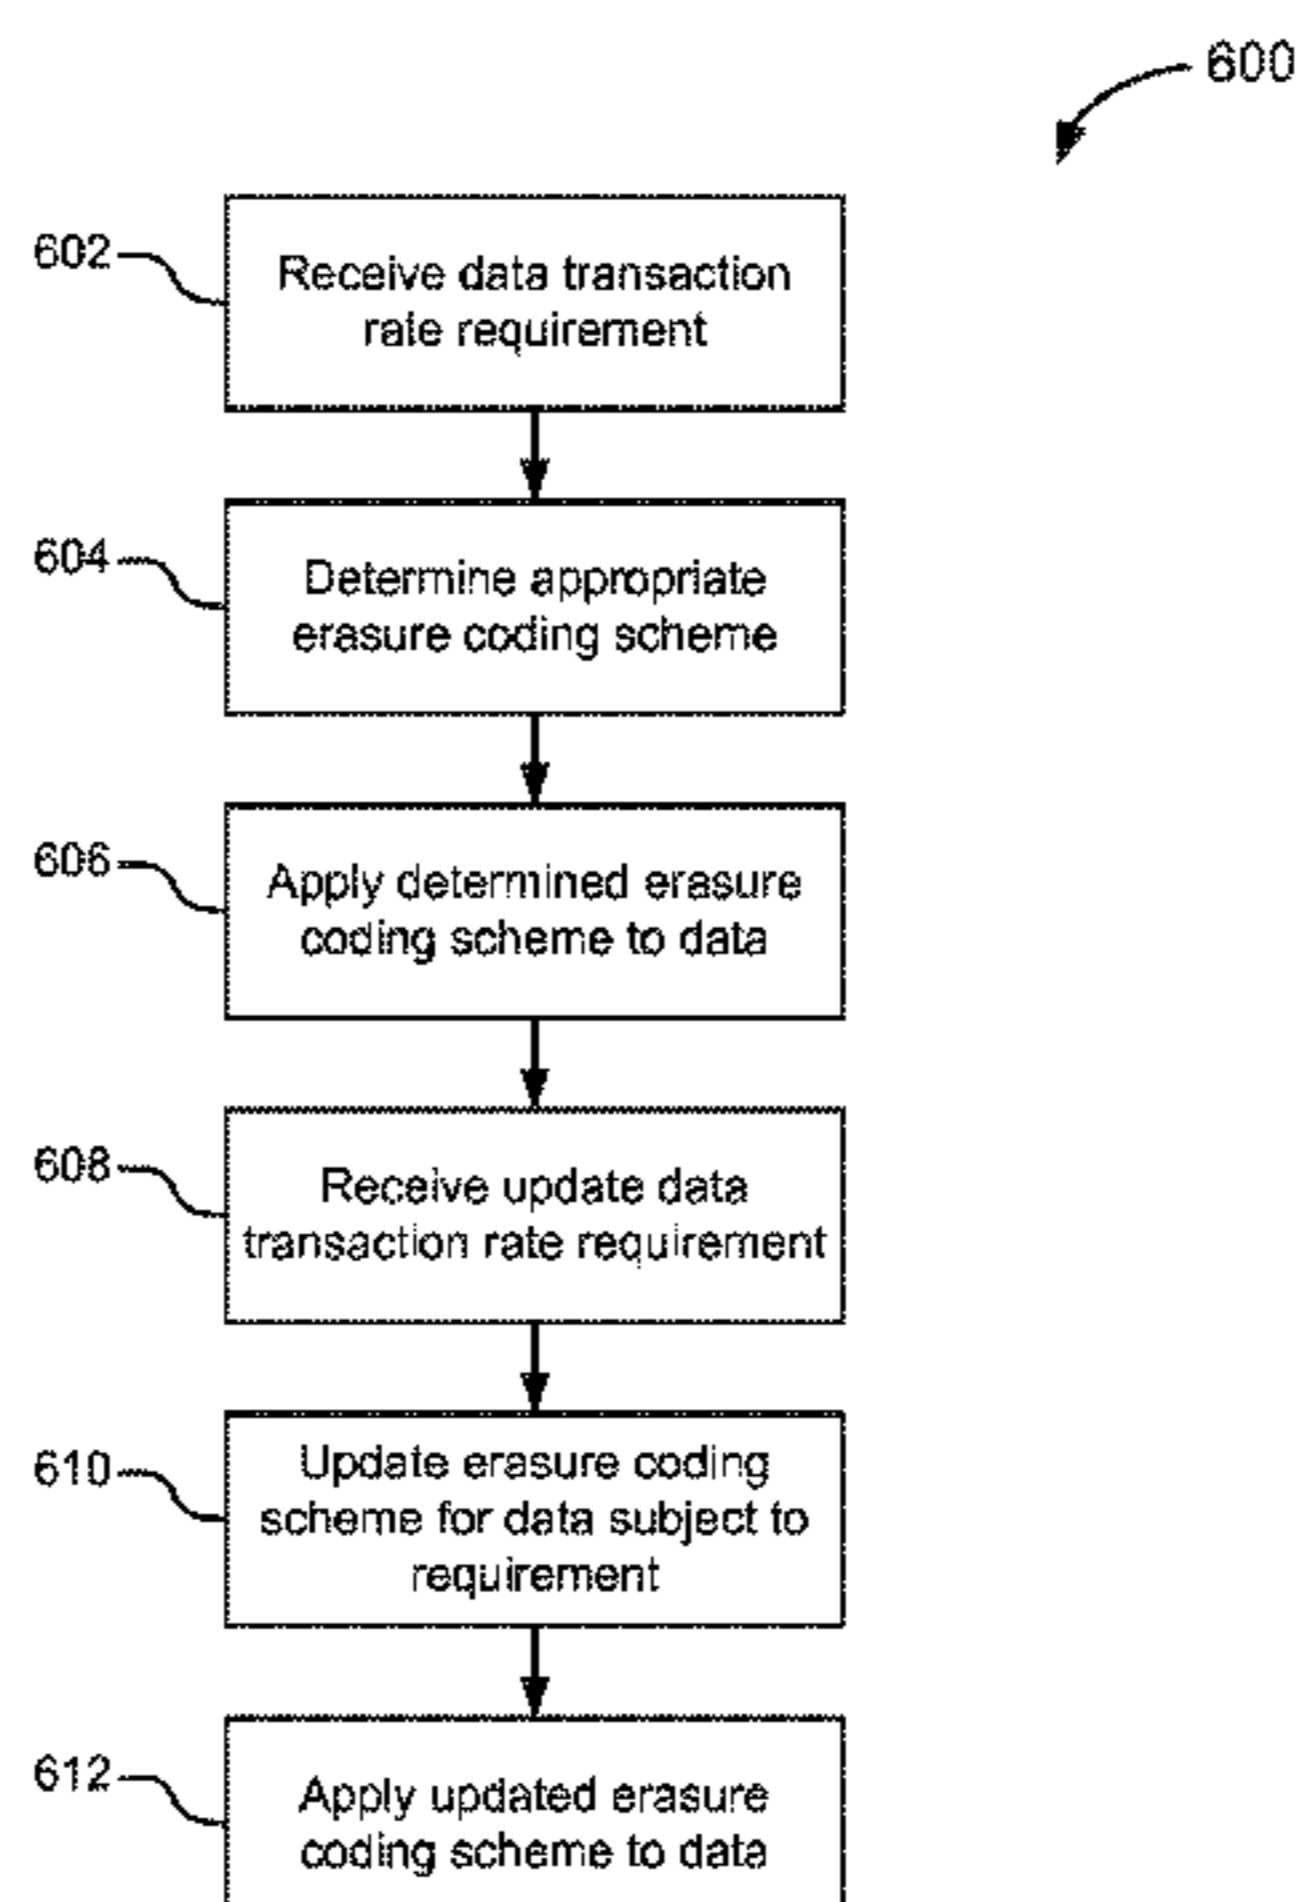 600
602
Receive data transaction
rate requirement
604
Determine appropriate
erasure coding scheme
606
Apply determined erasure
coding scheme to data
608
Receive update data
transaction rate requirement
610
Update erasure coding
scheme for data subject to
requirement
612
Apply updated erasure
coding scheme to data